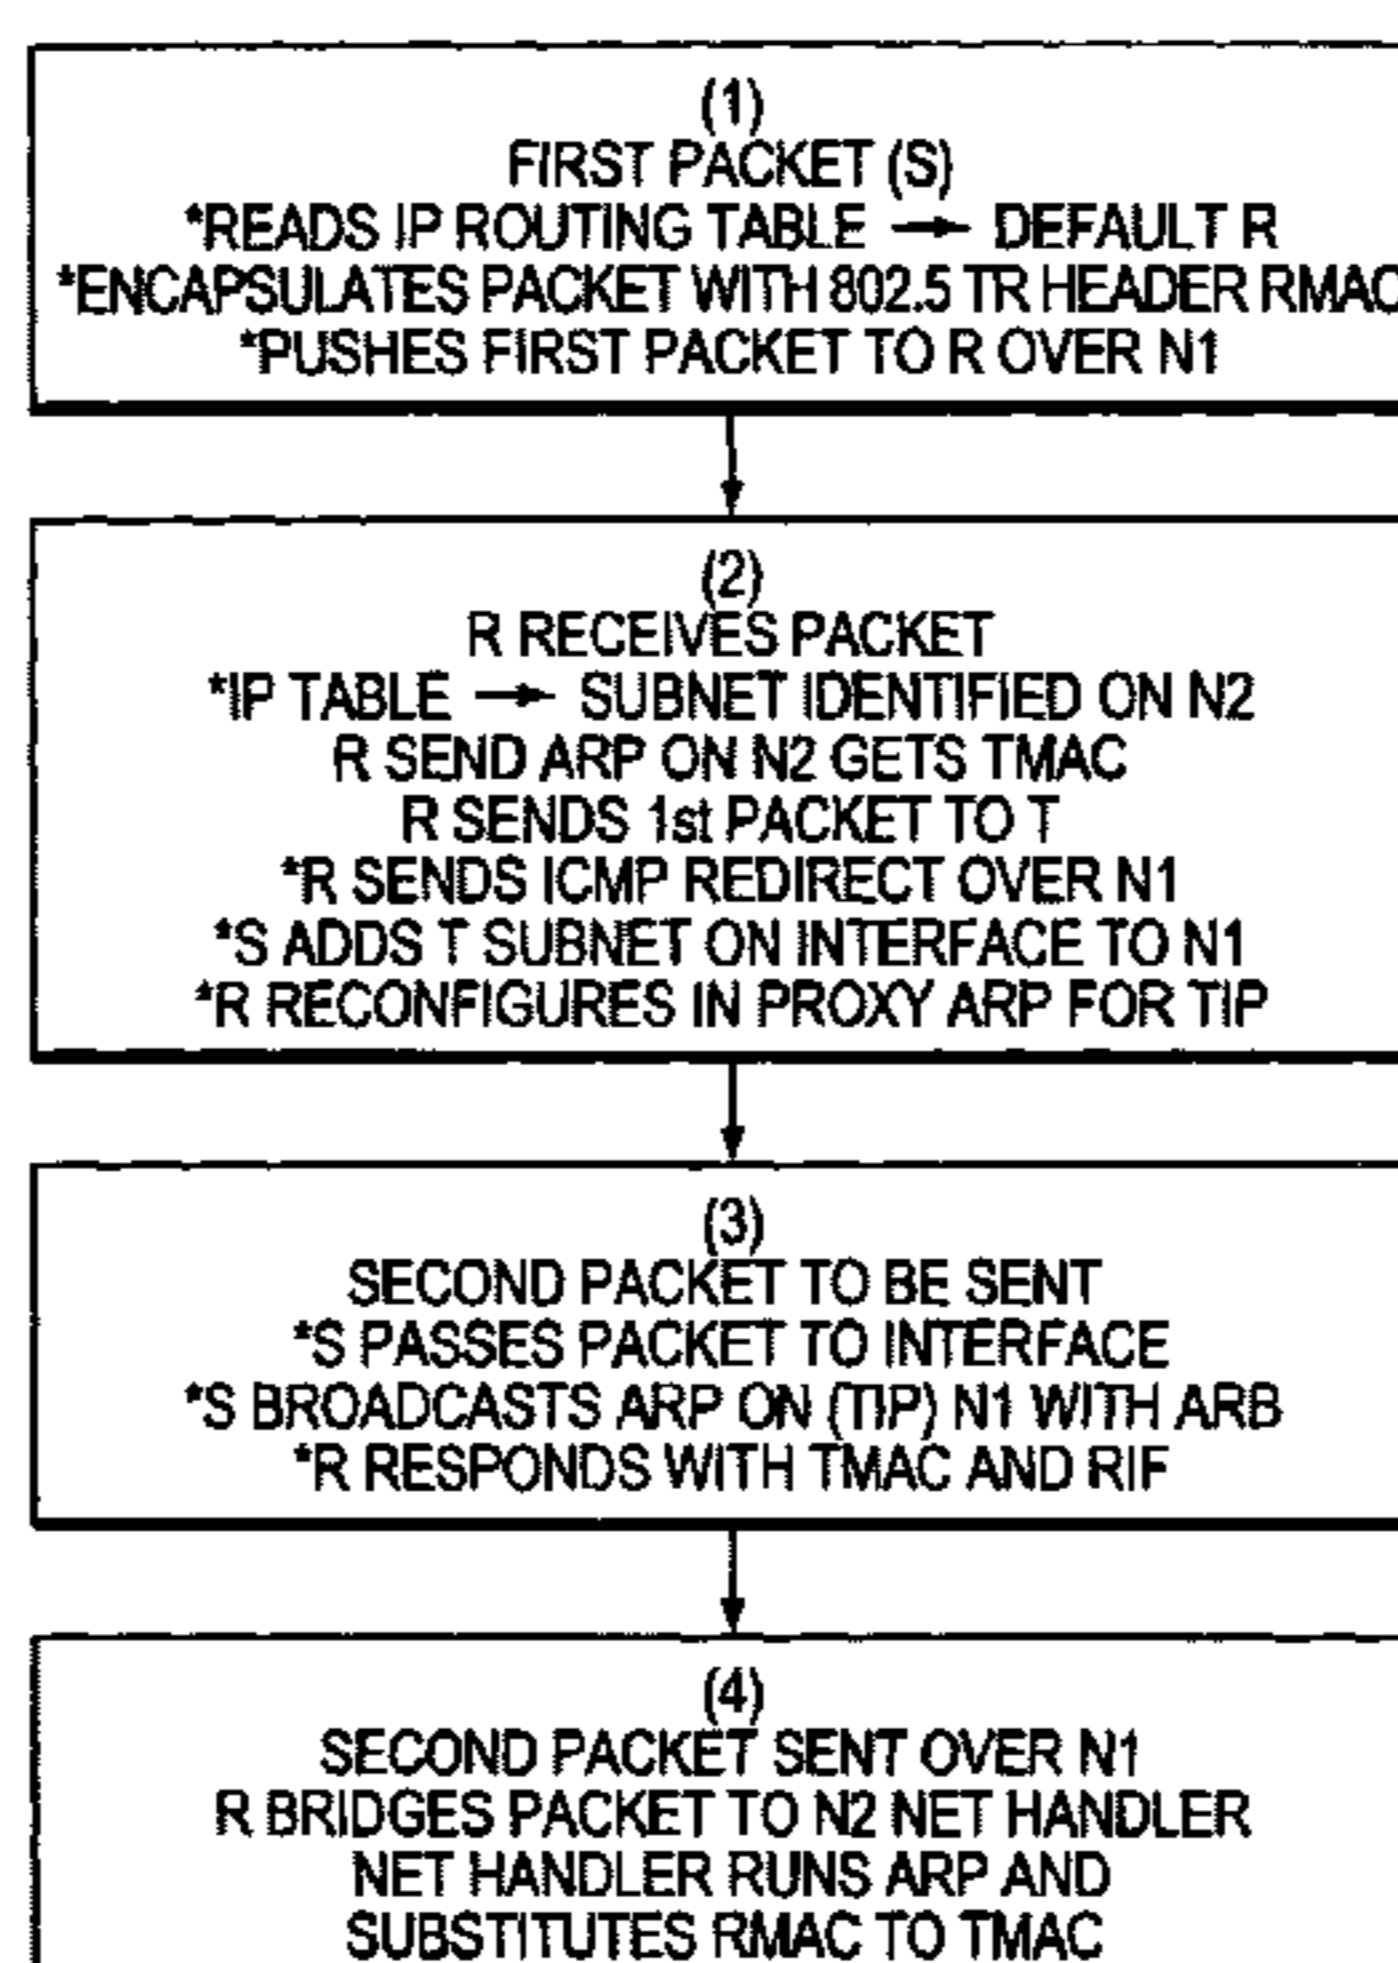 (1)
FIRST PACKET (S)
*READS IP ROUTING TABLE → DEFAULT R
*ENCAPSULATES PACKET WITH 802.5 TR HEADER RMAC
*PUSHES FIRST PACKET TO R OVER N1
(2)
R RECEIVES PACKET
*IP TABLE → SUBNET IDENTIFIED ON N2
R SEND ARP ON N2 GETS TMAC
R SENDS 1st PACKET TO T
*R SENDS ICMP REDIRECT OVER N1
*S ADDS T SUBNET ON INTERFACE TO N1
*R RECONFIGURES IN PROXY ARP FOR TIP
(3)
SECOND PACKET TO BE SENT
*S PASSES PACKET TO INTERFACE
*S BROADCASTS ARP ON (TIP) N1 WITH ARB
*R RESPONDS WITH TMAC AND RIF
(4)
SECOND PACKET SENT OVER N1
R BRIDGES PACKET TO N2 NET HANDLER
NET HANDLER RUNS ARP AND
SUBSTITUTES RMAC TO TMAC